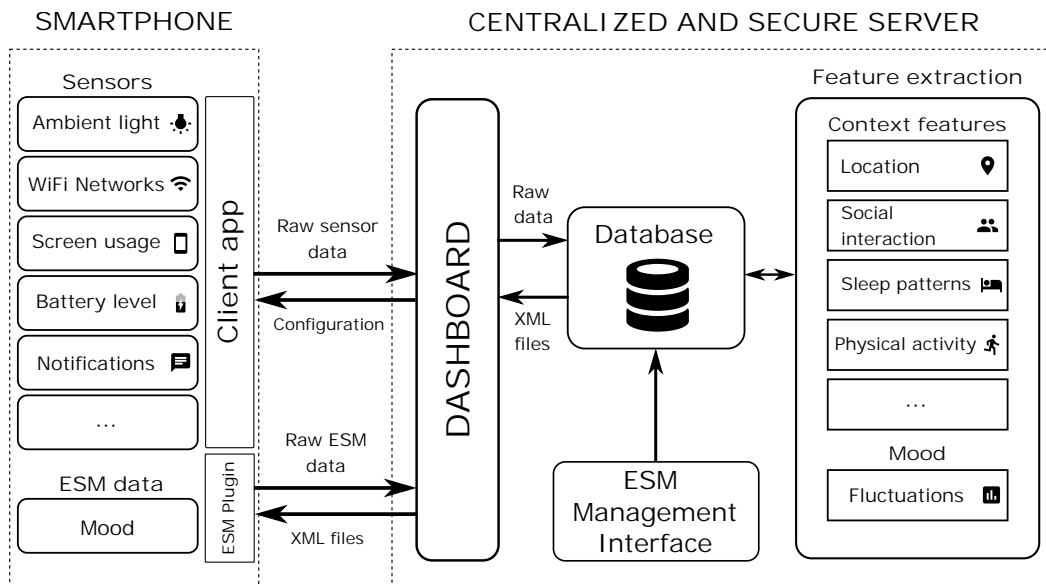 SMARTPHONE
Sensors
Ambient light
WiFi Networks
Screen usage
Battery level
Notifications
...
ESM data
Mood
Client app
ESM Plugin
Raw sensor
data
Configuration
Raw ESM
data
XML files
CENTRALIZED AND SECURE SERVER
DASHBOARD
Raw
data
XML
files
Database
ESM
Management
Interface
Feature extraction
Context features
Location
Social
interaction
Sleep patterns
Physical activity
...
Mood
Fluctuations